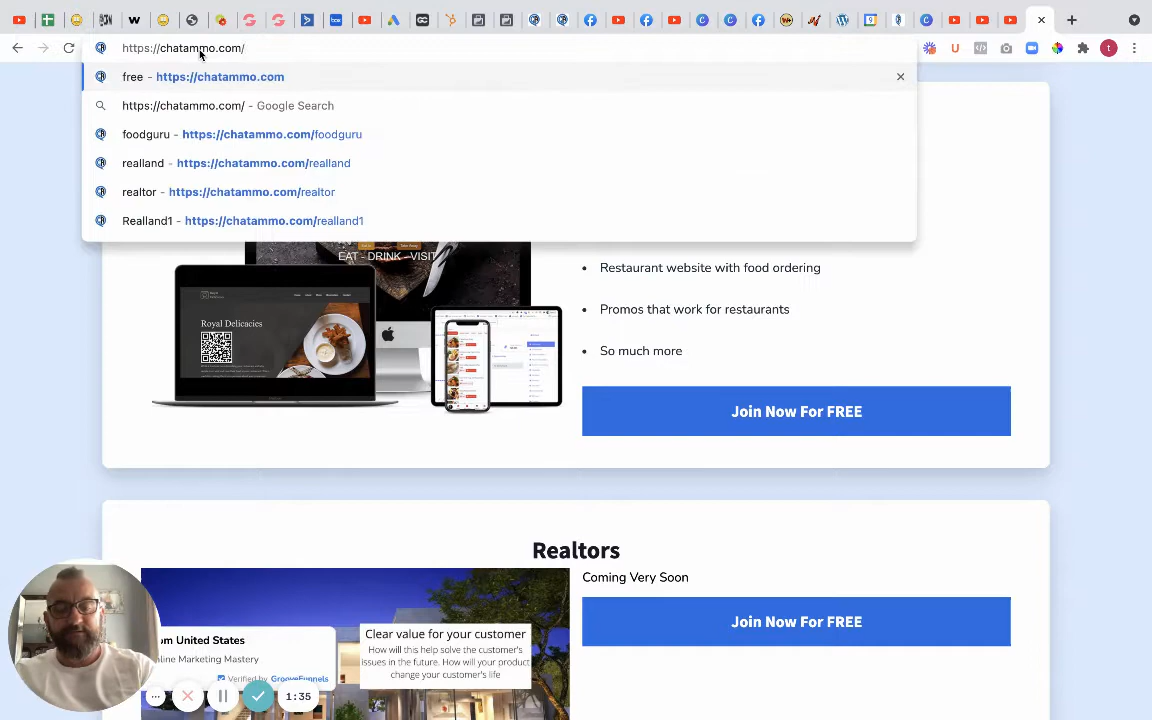 https://chatammo.com/
t
free - https://chatammo.com
https://chatammo.com/ - Google Search
foodguru - https://chatammo.com/foodguru
realland - https://chatammo.com/realland
realtor - https://chatammo.com/realtor
Realland1 - https://chatammo.com/realland1
EAT - DRINK - VISIT
Royal Delicacies
Restaurant website with food ordering
Promos that work for restaurants
So much more
Join Now For FREE
Realtors
Coming Very Soon
Join Now For FREE
om United States
nline Marketing Mastery
Verified by GrooveFunnels
Clear value for your customer
How will this help solve the customer's
issues in the future. How will your product
change your customer's life
1:35